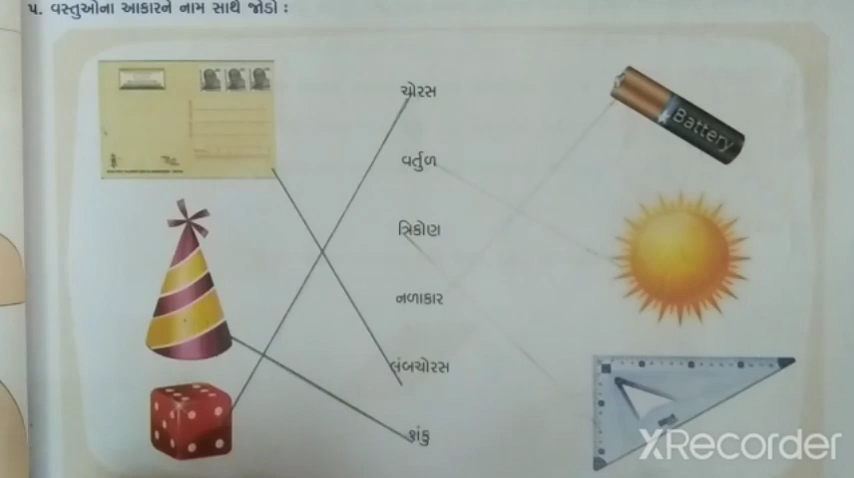 ૫. વસ્તુઓના આકારને નામ સાથે જોડો :
ચોરસ
વર્તુળ
ત્રિકોણ
નળાકાર
લંબચોરસ
શંકુ
Battery
XRecorder